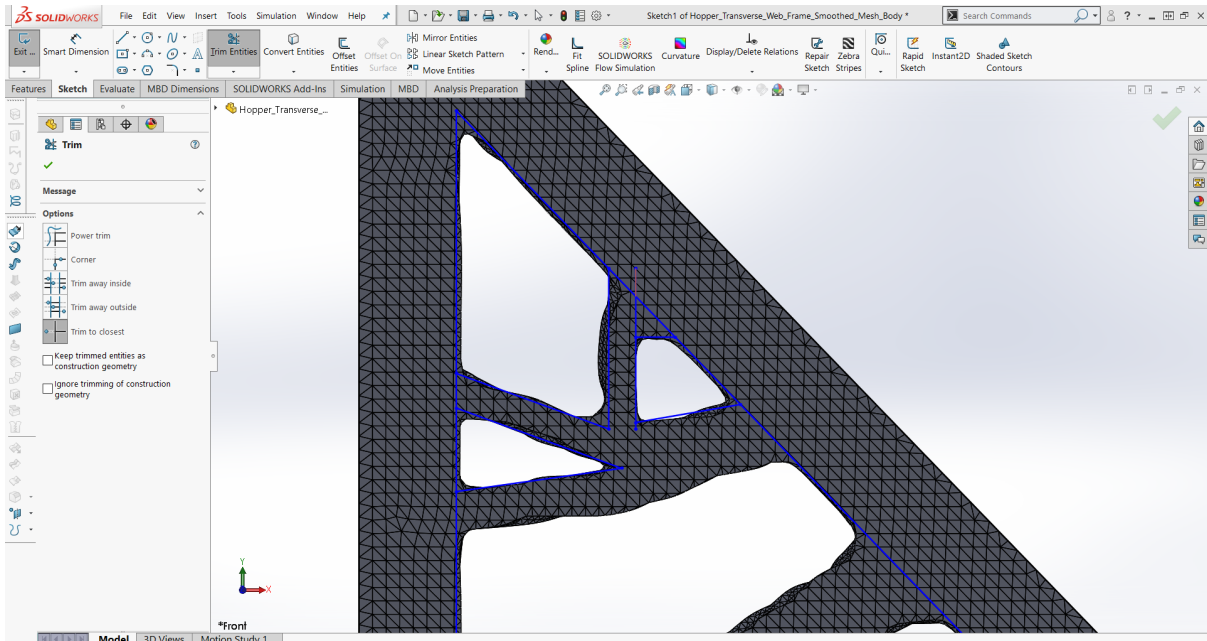 SOLIDWORKS File Edit View Insert Tools Simulation Window Help Sketch1 of Hopper_Transverse_Web_Frame_Smoothed_Mesh_Body * Search Commands
Exit ... Smart Dimension Trim Entities Convert Entities Offset Entities Offset On Surface Mirror Entities Linear Sketch Pattern Move Entities Rend... Fit Spline SOLIDWORKS Flow Simulation Curvature Display/Delete Relations Repair Sketch Zebra Stripes Qui... Rapid Sketch Instant2D Shaded Sketch Contours
Features Sketch Evaluate MBD Dimensions SOLIDWORKS Add-Ins Simulation MBD Analysis Preparation
Hopper_Transverse_...
Trim
Message
Options
Power trim
Corner
Trim away inside
Trim away outside
Trim to closest
Keep trimmed entities as
construction geometry
Ignore trimming of construction
geometry
Y
X
*Front
Model 3D Views Motion Study 1